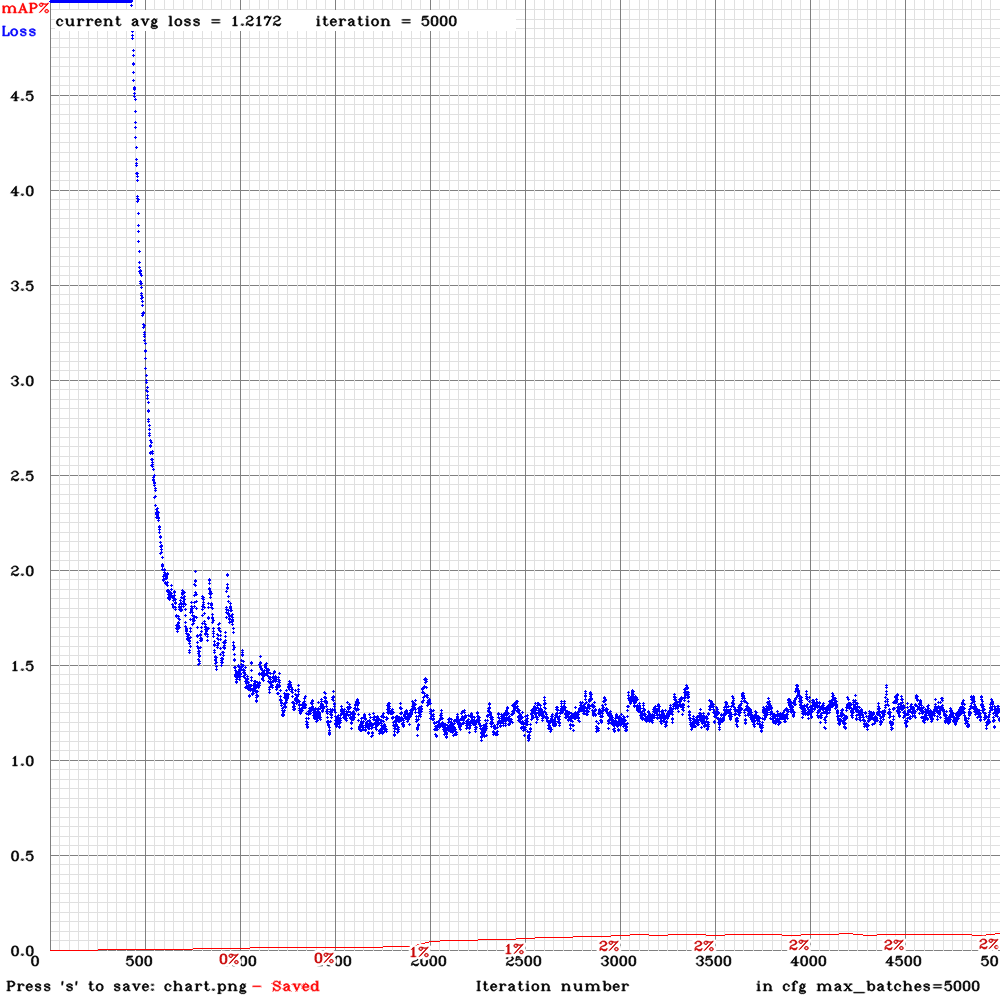 mAP%
current avg loss = 1.2172 iteration = 5000
Loss
4.5
4.0
3.5
3.0
2.5
2.0
1.5
1.0
0.5
0.0
0% 0% 1% 1% 2% 2% 2% 2% 2%
0 500 2000 2500 3000 3500 4000 4500 50
Press 's' to save: chart.png - Saved Iteration number in cfg max_batches=5000